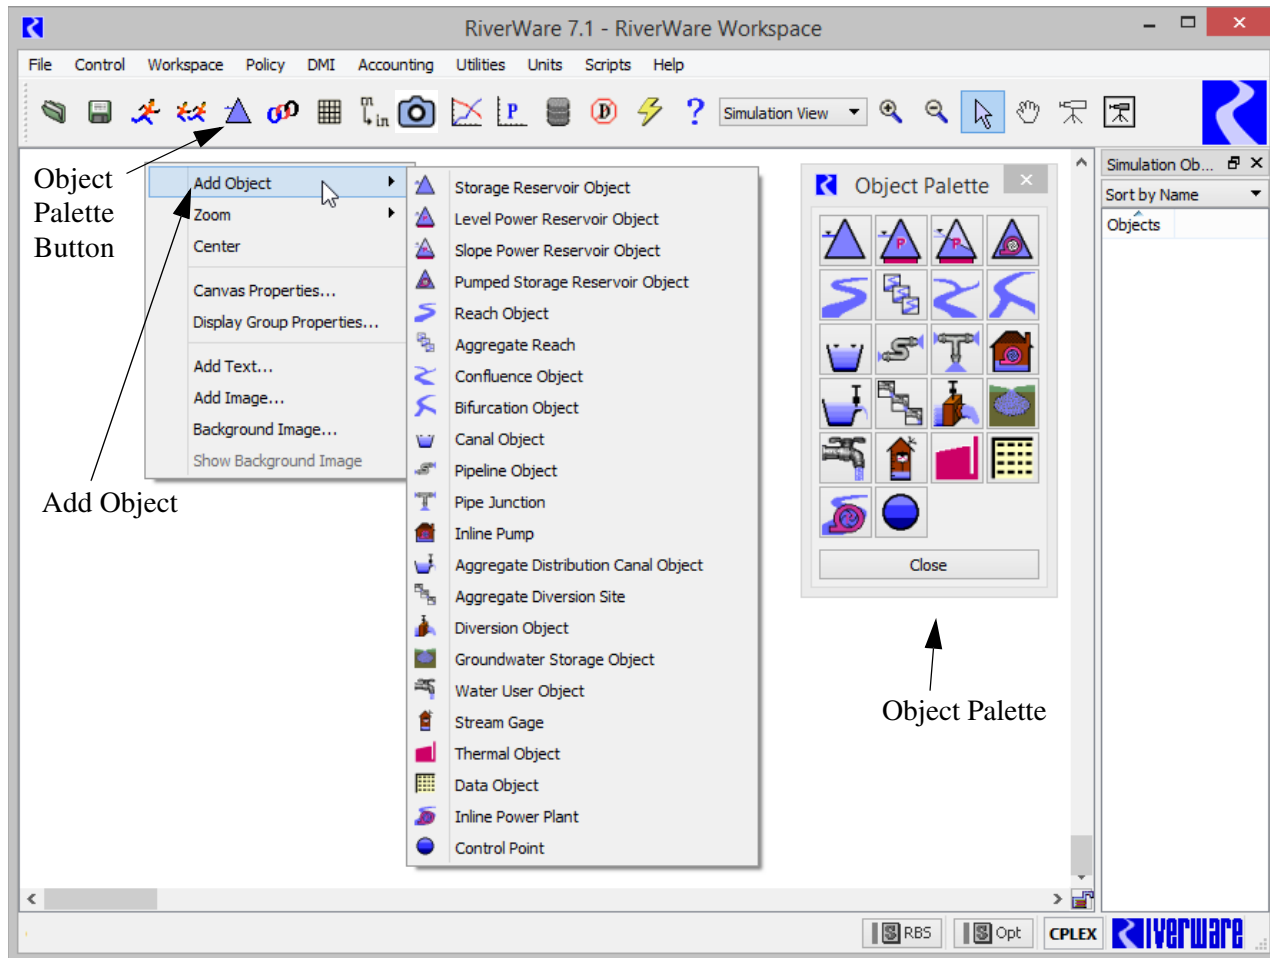 RiverWare 7.1 - RiverWare Workspace
File Control Workspace Policy DMI Accounting Utilities Units Scripts Help
in P D ? Simulation View
Object
Palette
Button
Add Object
Zoom
Center
Canvas Properties...
Display Group Properties...
Add Text...
Add Image...
Background Image...
Show Background Image
Add Object
Storage Reservoir Object
Level Power Reservoir Object
Slope Power Reservoir Object
Pumped Storage Reservoir Object
Reach Object
Aggregate Reach
Confluence Object
Bifurcation Object
Canal Object
Pipeline Object
Pipe Junction
Inline Pump
Aggregate Distribution Canal Object
Aggregate Diversion Site
Diversion Object
Groundwater Storage Object
Water User Object
Stream Gage
Thermal Object
Data Object
Inline Power Plant
Control Point
Object Palette
P P
Close
Object Palette
Simulation Ob...
Sort by Name
Objects
S RBS S Opt CPLEX Riverware